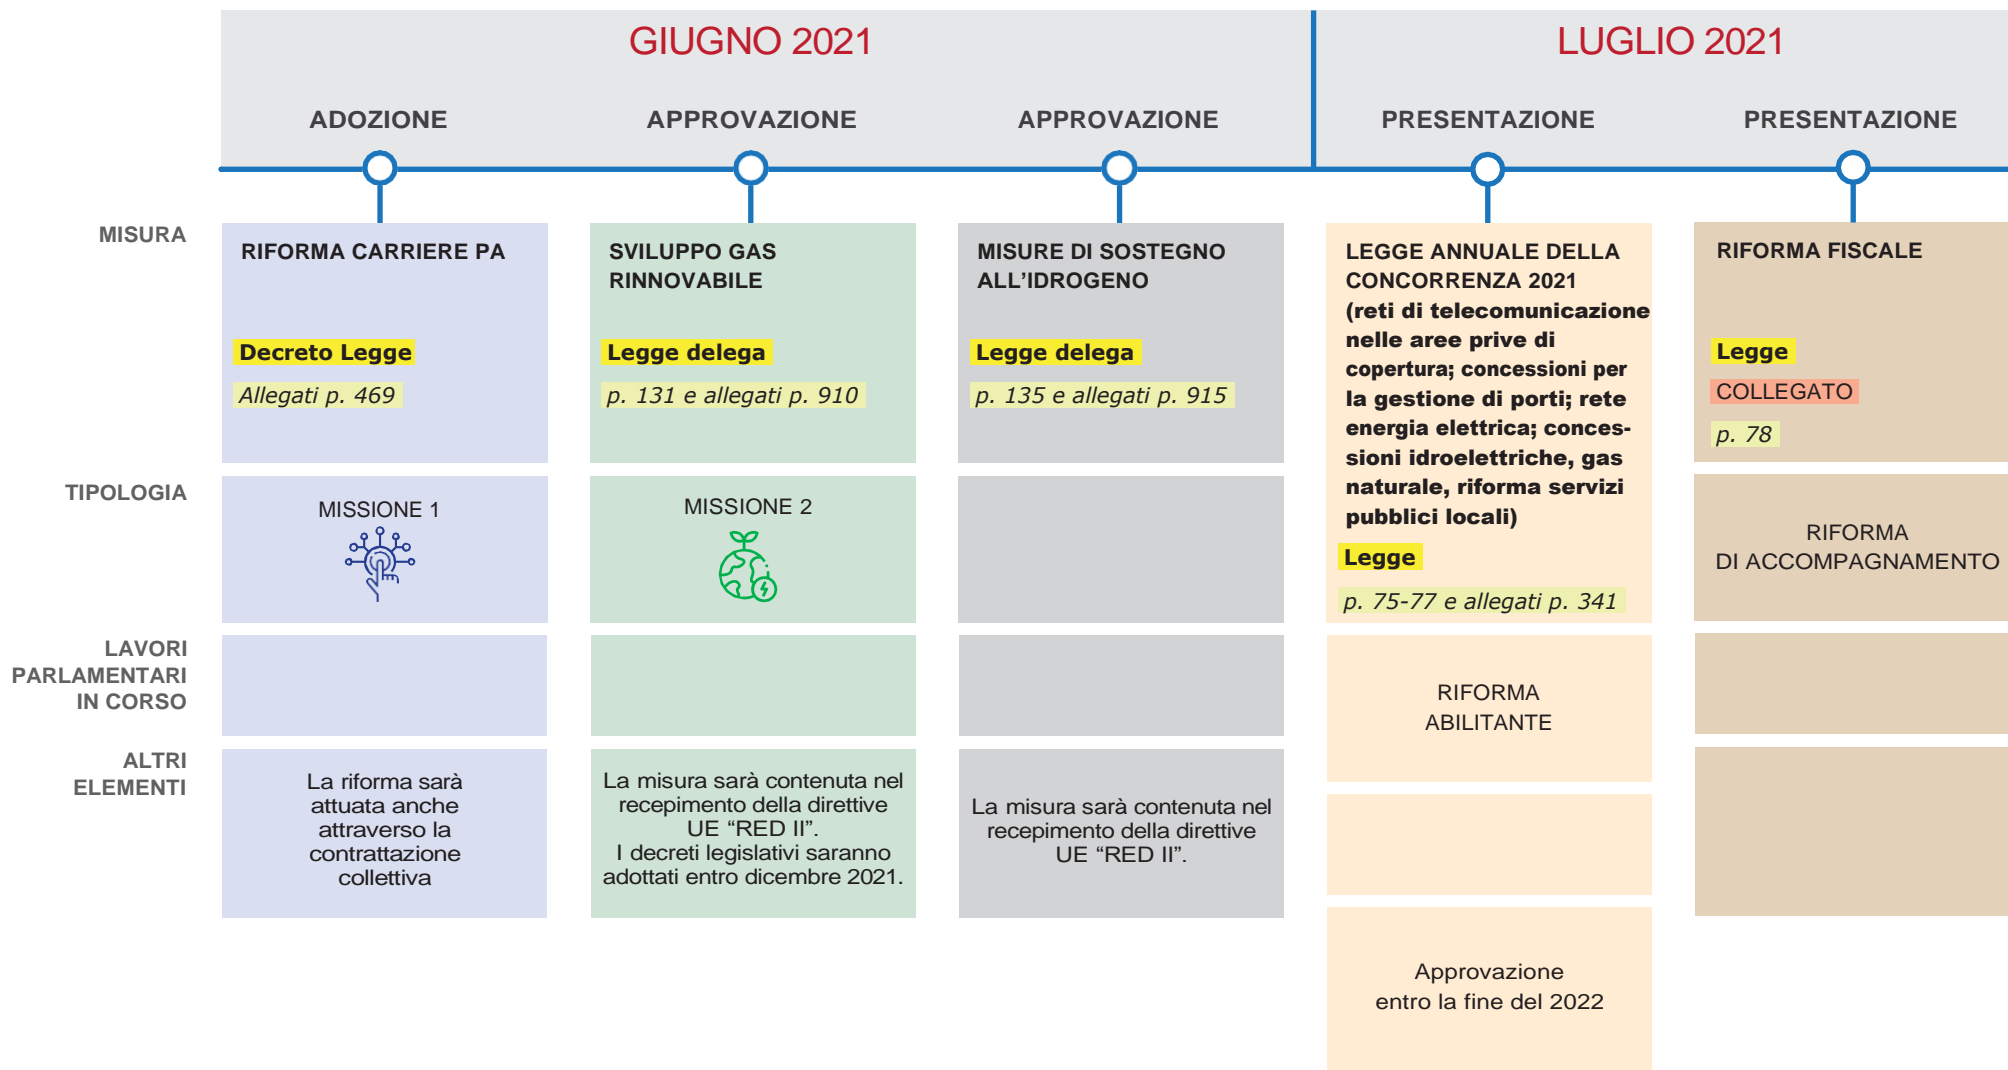 GIUGNO 2021
LUGLIO 2021
ADOZIONE
APPROVAZIONE
APPROVAZIONE
PRESENTAZIONE
PRESENTAZIONE
MISURA
RIFORMA CARRIERE PA
Decreto Legge
Allegati p. 469
SVILUPPO GAS
RINNOVABILE
Legge delega
p. 131 e allegati p. 910
MISURE DI SOSTEGNO
ALL’IDROGENO
Legge delega
p. 135 e allegati p. 915
LEGGE ANNUALE DELLA
CONCORRENZA 2021
(reti di telecomunicazione
nelle aree prive di
copertura; concessioni per
la gestione di porti; rete
energia elettrica; conces-
sioni idroelettriche, gas
naturale, riforma servizi
pubblici locali)
Legge
p. 75-77 e allegati p. 341
RIFORMA FISCALE
Legge
COLLEGATO
p. 78
TIPOLOGIA
MISSIONE 1
MISSIONE 2
RIFORMA
DI ACCOMPAGNAMENTO
LAVORI
PARLAMENTARI
IN CORSO
RIFORMA
ABILITANTE
ALTRI
ELEMENTI
La riforma sarà
attuata anche
attraverso la
contrattazione
collettiva
La misura sarà contenuta nel
recepimento della direttive
UE “RED II”.
I decreti legislativi saranno
adottati entro dicembre 2021.
La misura sarà contenuta nel
recepimento della direttive
UE “RED II”.
Approvazione
entro la fine del 2022